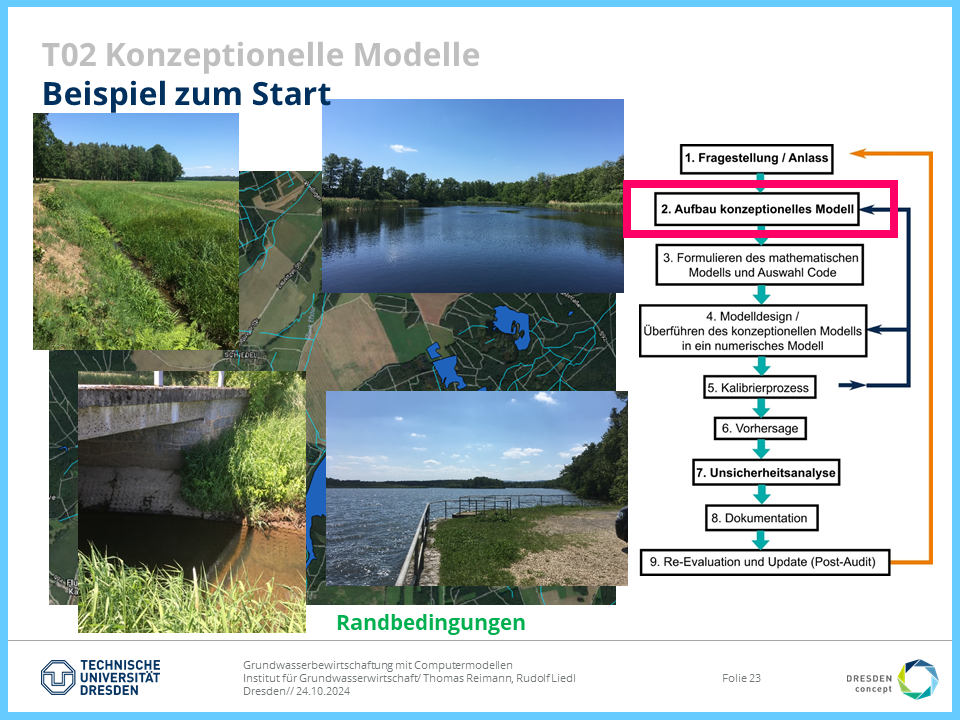 T02 Konzeptionelle Modelle
Beispiel zum Start
1. Fragestellung / Anlass
2. Aufbau konzeptionelles Modell
3. Formulieren des mathematischen
Modells und Auswahl Code
4. Modelldesign /
Überführen des konzeptionellen Modells
in ein numerisches Modell
5. Kalibrierprozess
6. Vorhersage
7. Unsicherheitsanalyse
8. Dokumentation
9. Re-Evaluation und Update (Post-Audit)
Randbedingungen
TECHNISCHE
UNIVERSITÄT
DRESDEN
Grundwasserbewirtschaftung mit Computermodellen
Institut für Grundwasserwirtschaft/ Thomas Reimann, Rudolf Liedl
Dresden// 24.10.2024
Folie 23
DRESDEN
concept